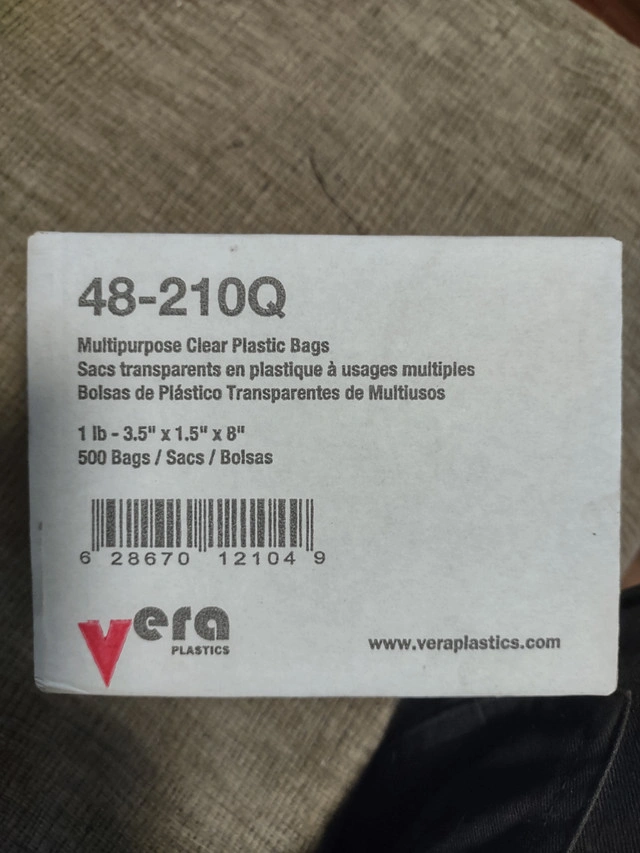 48-210Q
Multipurpose Clear Plastic Bags
Sacs transparents en plastique à usages multiples
Bolsas de Plástico Transparentes de Multiusos
1 lb - 3.5" x 1.5" x 8"
500 Bags / Sacs / Bolsas
6 28670 12104 9
vera
PLASTICS
www.veraplastics.com